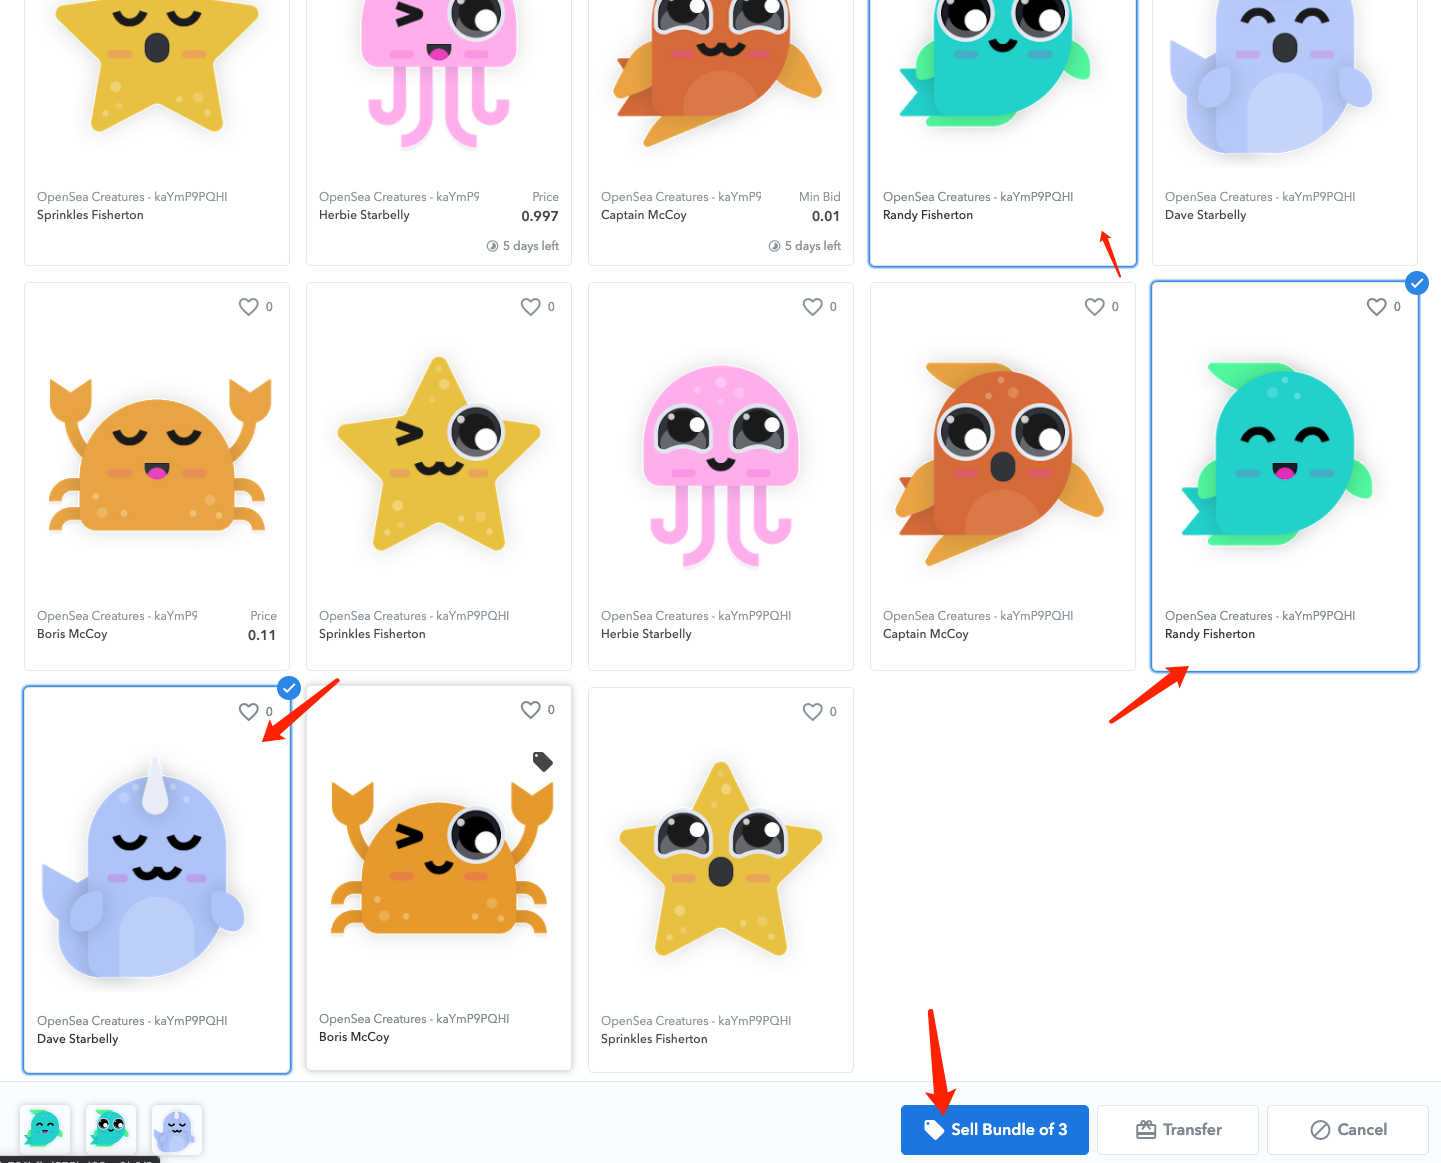 OpenSea Creatures - kaYmP9PQHI
Sprinkles Fisherton
OpenSea Creatures - kaYmP9 Price
Herbie Starbelly 0.997
5 days left
OpenSea Creatures - kaYmP9 Min Bid
Captain McCoy 0.01
5 days left
OpenSea Creatures - kaYmP9PQHI
Randy Fisherton
OpenSea Creatures - kaYmP9PQHI
Dave Starbelly
0
OpenSea Creatures - kaYmP9 Price
Boris McCoy 0.11
0
OpenSea Creatures - kaYmP9PQHI
Sprinkles Fisherton
0
OpenSea Creatures - kaYmP9PQHI
Herbie Starbelly
0
OpenSea Creatures - kaYmP9PQHI
Captain McCoy
0
OpenSea Creatures - kaYmP9PQHI
Randy Fisherton
0
OpenSea Creatures - kaYmP9PQHI
Dave Starbelly
0
OpenSea Creatures - kaYmP9PQHI
Boris McCoy
0
OpenSea Creatures - kaYmP9PQHI
Sprinkles Fisherton
Sell Bundle of 3
Transfer
Cancel